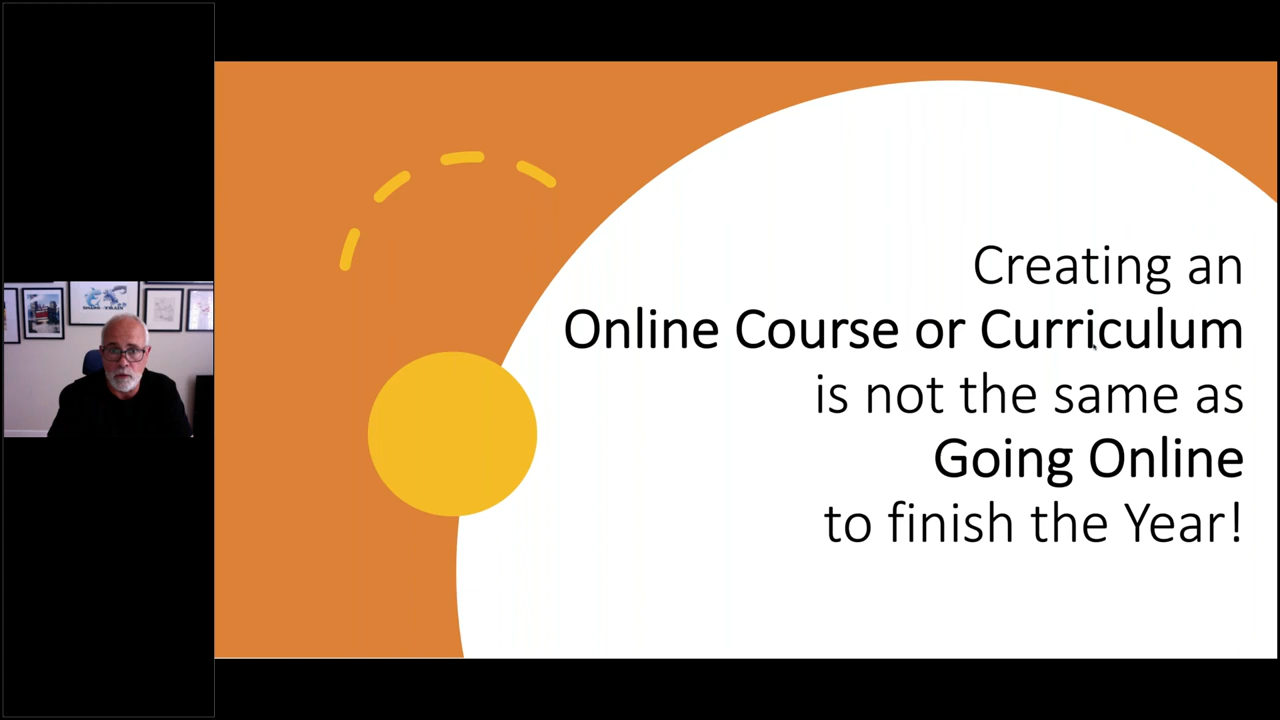 Creating an
Online Course or Curriculum
is not the same as
Going Online
to finish the Year!